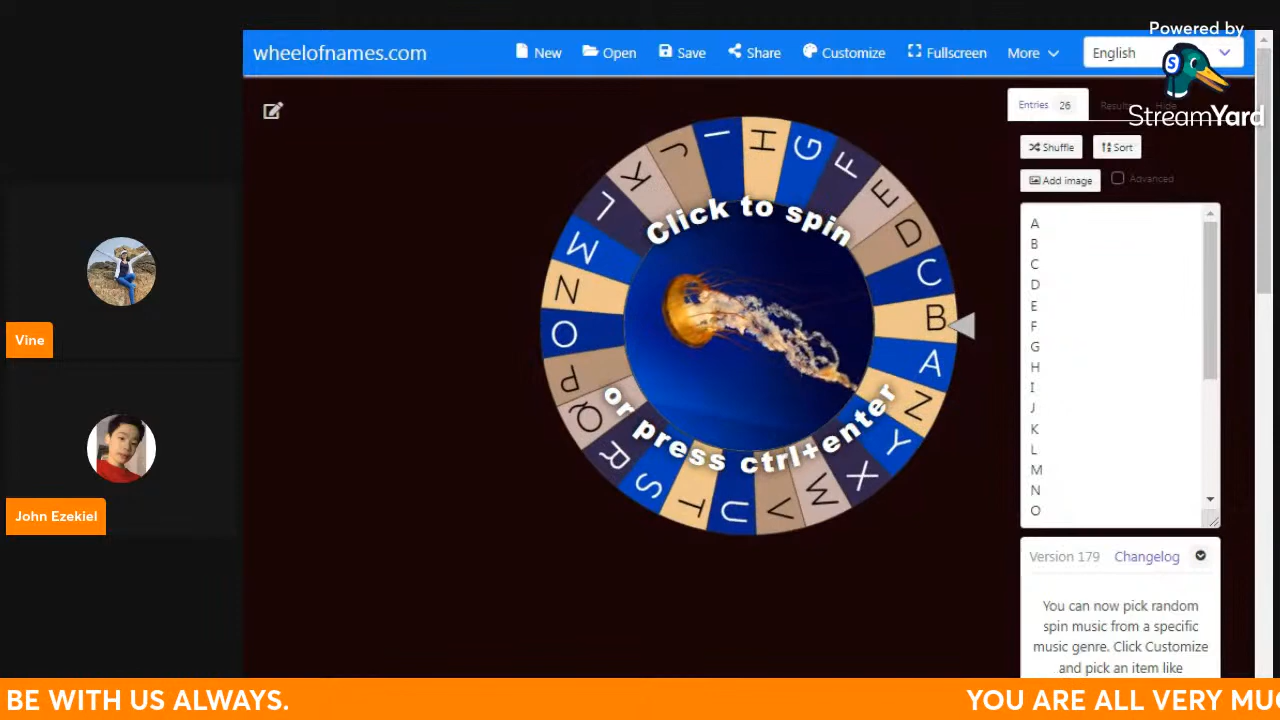 Powered by
StreamYard
wheelofnames.com
New
Open
Save
Share
Customize
Fullscreen
More
English
Entries 26
Results
Hide
Shuffle
Sort
Add image
Advanced
A
B
C
D
E
F
G
H
I
J
K
L
M
N
O
Click to spin
or press ctrl+enter
A
B
C
D
E
F
G
H
I
J
K
L
M
N
O
P
Q
R
S
T
U
V
W
X
Y
Z
Vine
John Ezekiel
Version 179
Changelog
You can now pick random
spin music from a specific
music genre. Click Customize
and pick an item like
BE WITH US ALWAYS.
YOU ARE ALL VERY